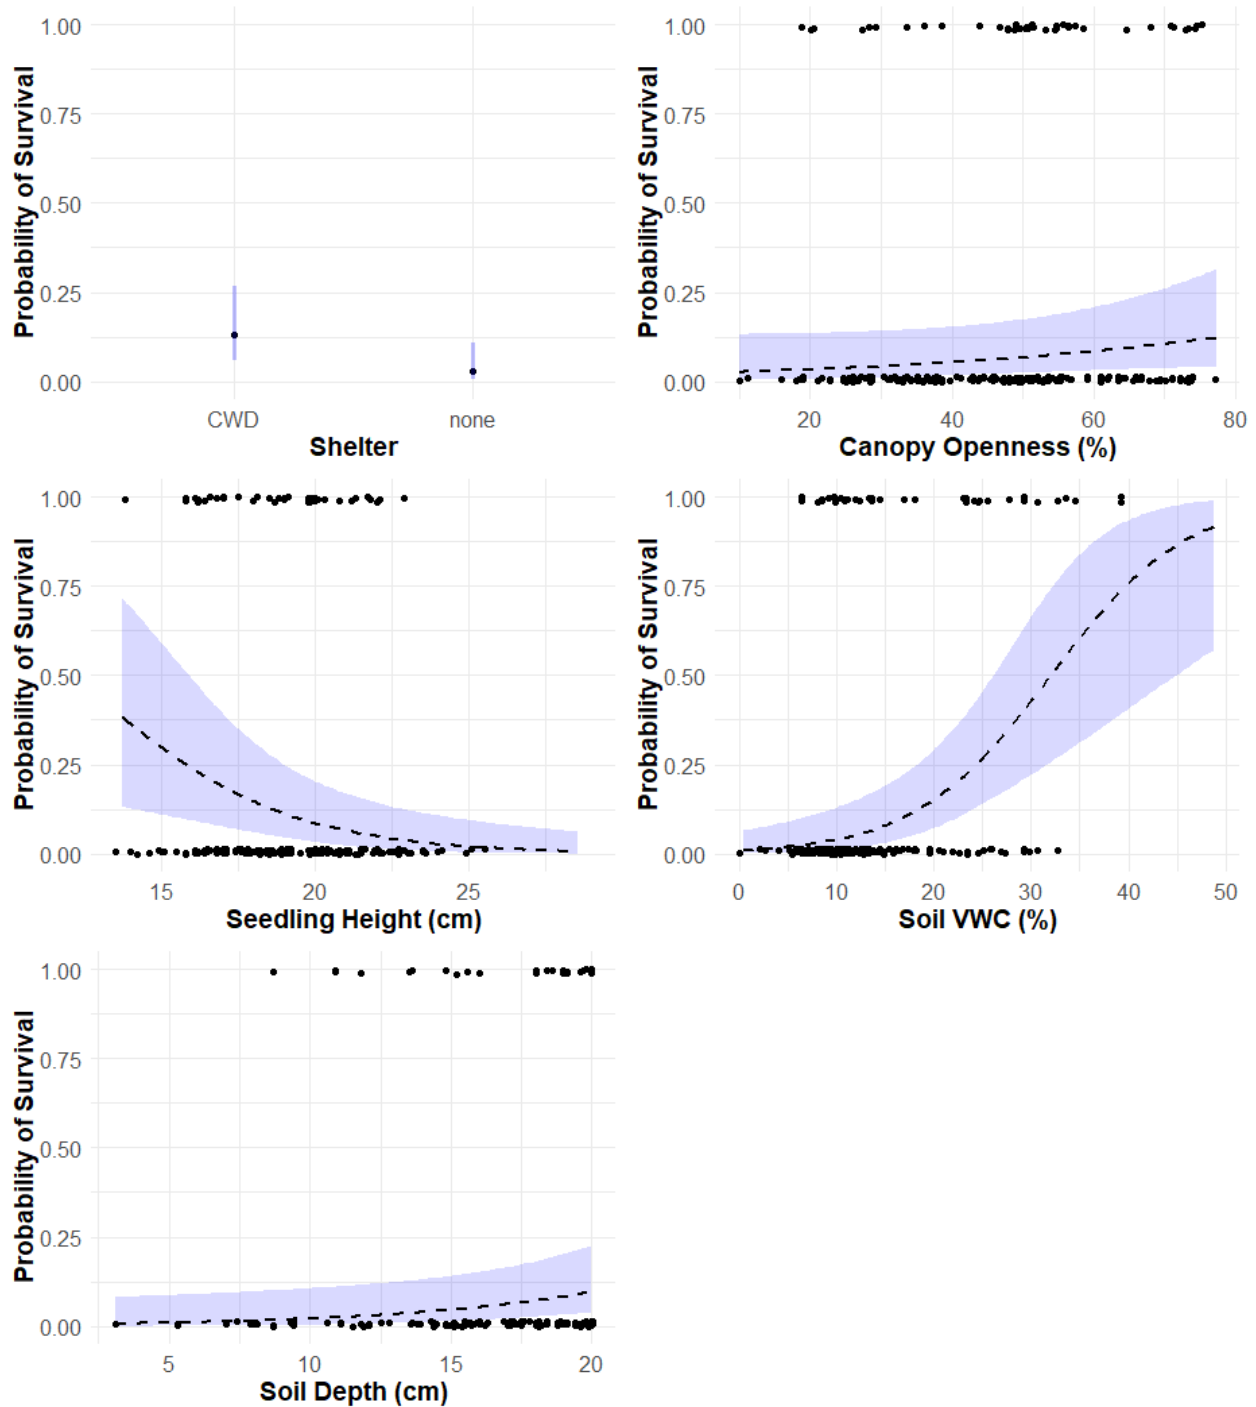 Probability of Survival
1.00
0.75
0.50
0.25
0.00
CWD none
Shelter
Probability of Survival
1.00
0.75
0.50
0.25
0.00
20 40 60 80
Canopy Openness (%)
Probability of Survival
1.00
0.75
0.50
0.25
0.00
15 20 25
Seedling Height (cm)
Probability of Survival
1.00
0.75
0.50
0.25
0.00
0 10 20 30 40 50
Soil VWC (%)
Probability of Survival
1.00
0.75
0.50
0.25
0.00
5 10 15 20
Soil Depth (cm)